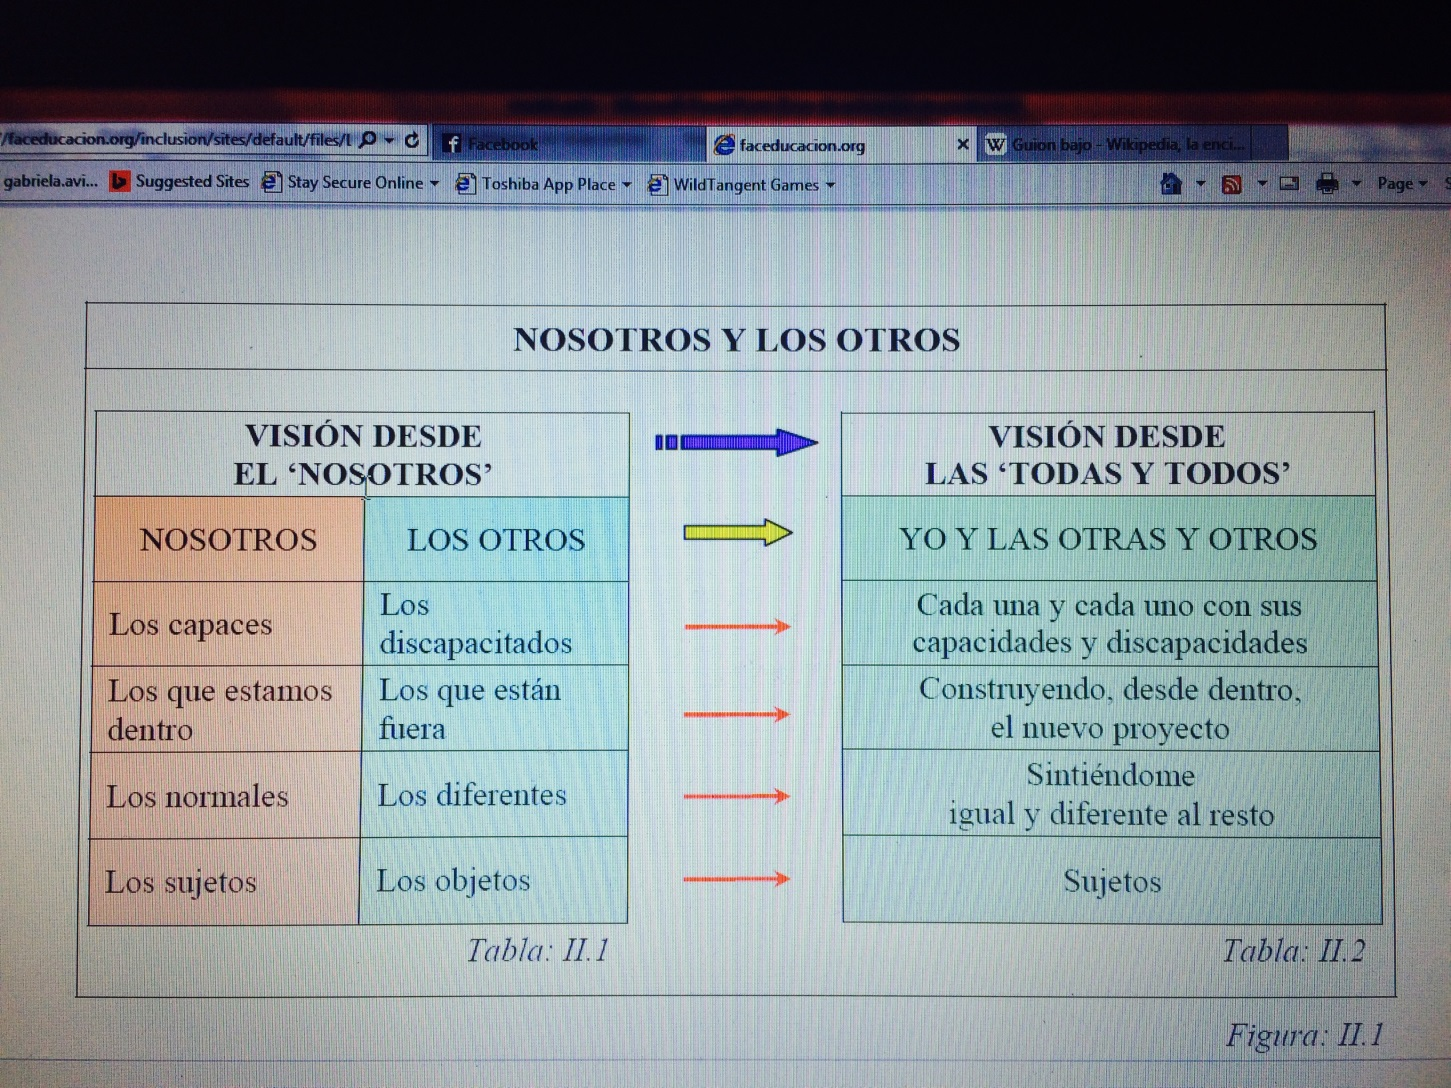 /faceducacion.org/inclusion/sites/default/files/l
Facebook
faceducacion.org
W Guion bajo - Wikipedia, la enci...
gabriela.avi...
Suggested Sites
Stay Secure Online
Toshiba App Place
WildTangent Games
Page
NOSOTROS Y LOS OTROS
VISIÓN DESDE
EL ‘NOSOTROS’
NOSOTROS
LOS OTROS
Los capaces
Los
discapacitados
Los que estamos
dentro
Los que están
fuera
Los normales
Los diferentes
Los sujetos
Los objetos
Tabla: II.1
VISIÓN DESDE
LAS ‘TODAS Y TODOS’
YO Y LAS OTRAS Y OTROS
Cada una y cada uno con sus
capacidades y discapacidades
Construyendo, desde dentro,
el nuevo proyecto
Sintiéndome
igual y diferente al resto
Sujetos
Tabla: II.2
Figura: II.1